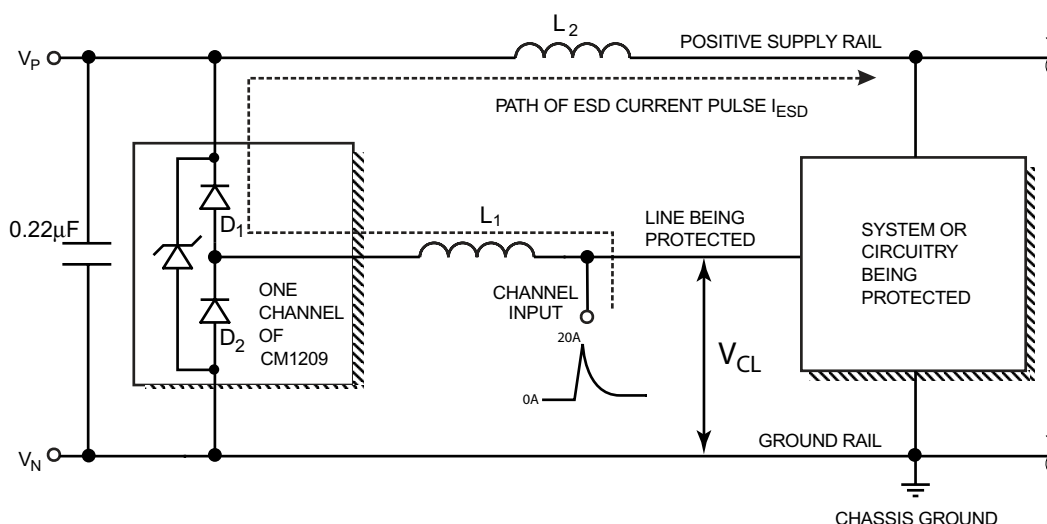 L2
VP
POSITIVE SUPPLY RAIL
PATH OF ESD CURRENT PULSE IESD
0.22μF
D1
L1
LINE BEING
PROTECTED
SYSTEM OR
CIRCUITRY
BEING
PROTECTED
ONE
CHANNEL
OF
CM1209
D2
CHANNEL
INPUT
20A
0A
VCL
VN
GROUND RAIL
CHASSIS GROUND